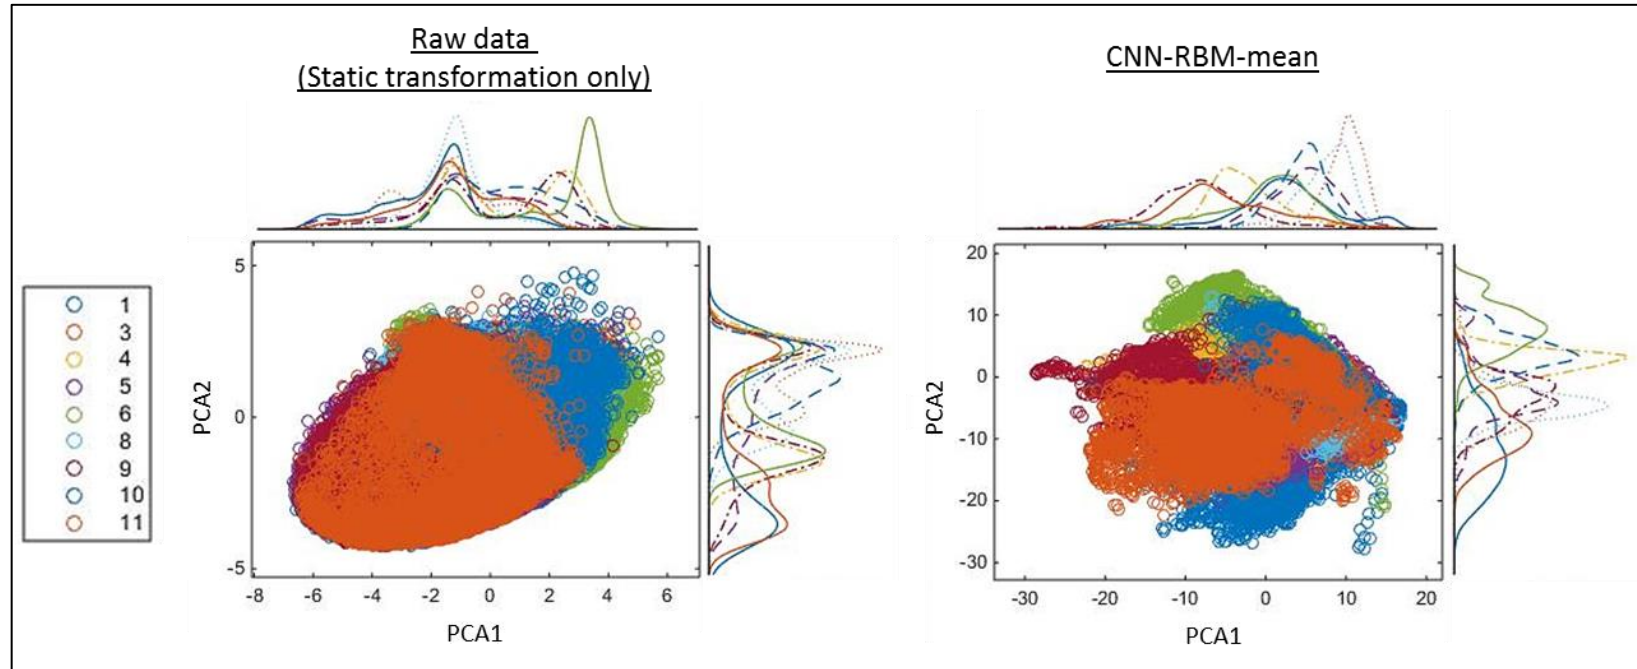 Raw data
(Static transformation only)
CNN-RBM-mean
1
3
4
5
6
8
9
10
11
5
0
-5
PCA2
-8 -6 -4 -2 0 2 4 6
PCA1
20
10
0
-10
-20
-30
PCA2
-30 -20 -10 0 10 20
PCA1